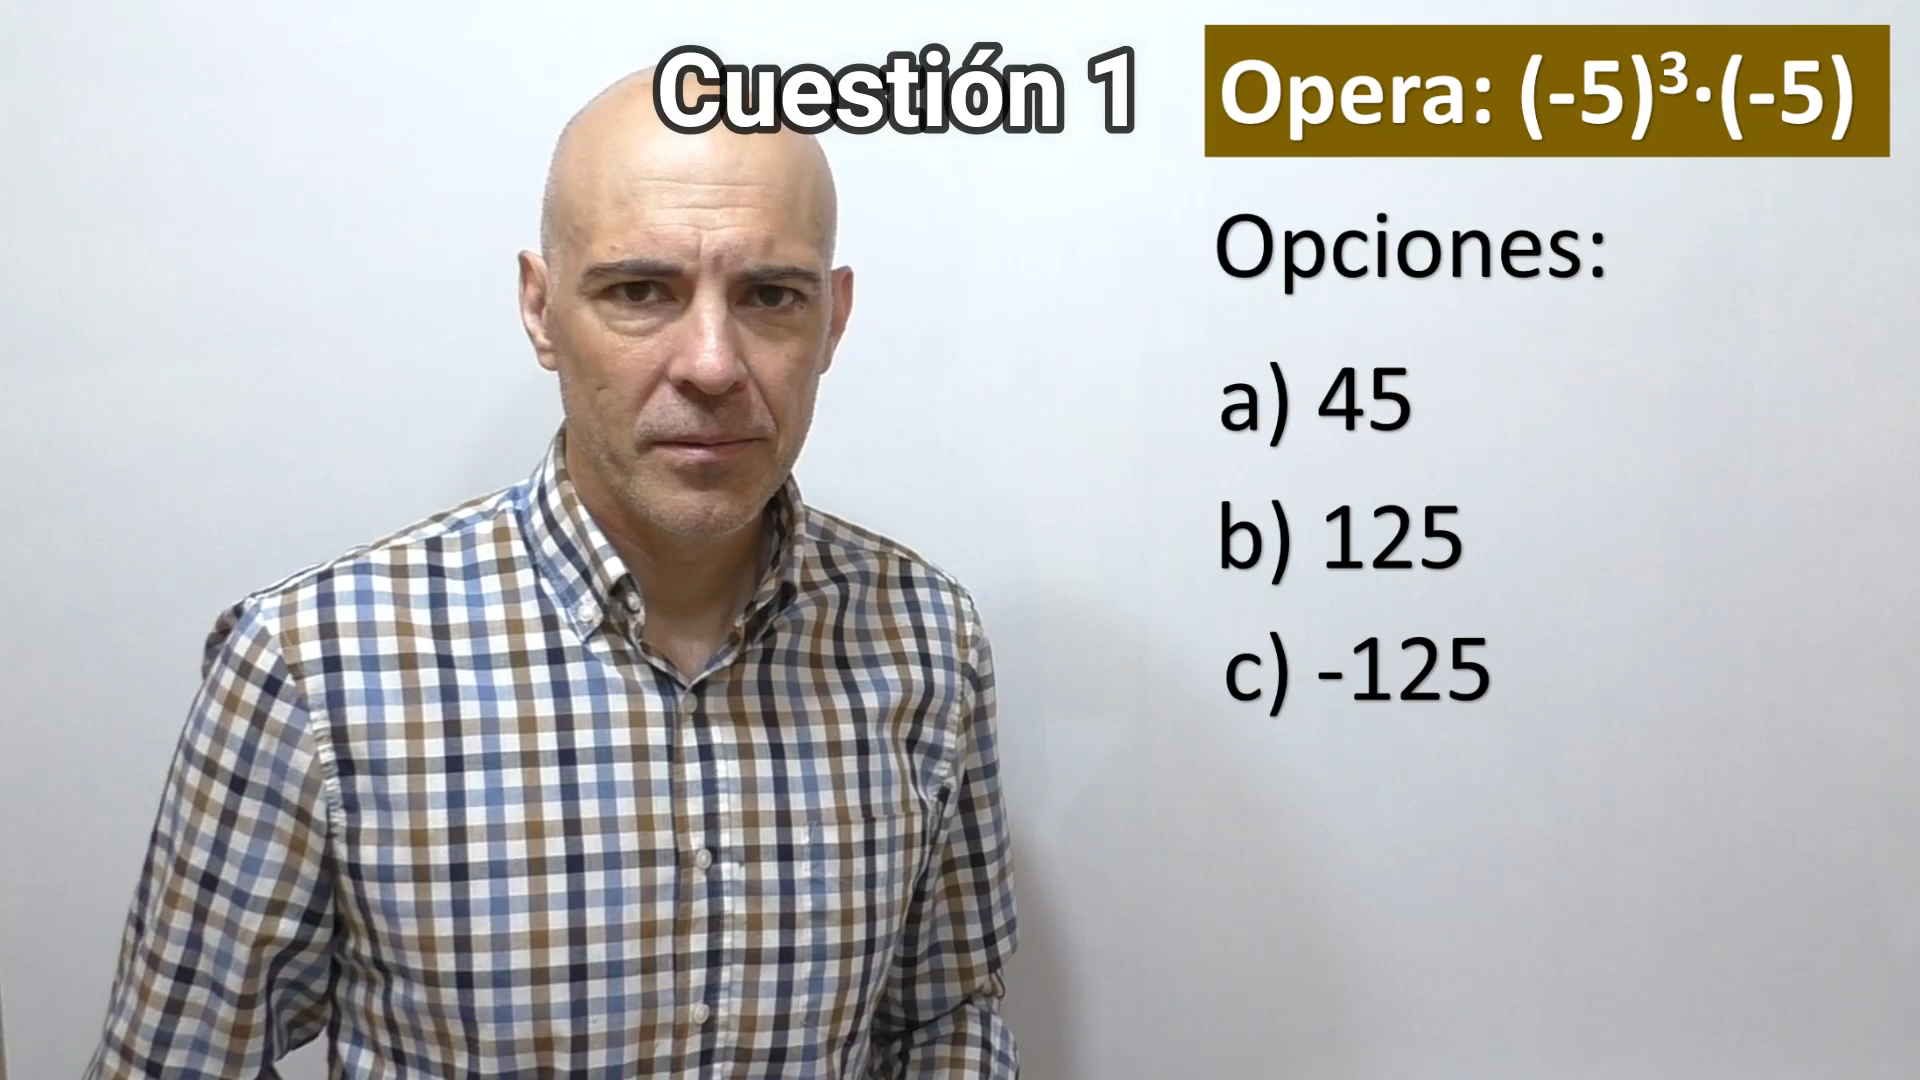 Cuestión 1
Opera: (-5)³·(-5)
Opciones:
a) 45
b) 125
c) -125